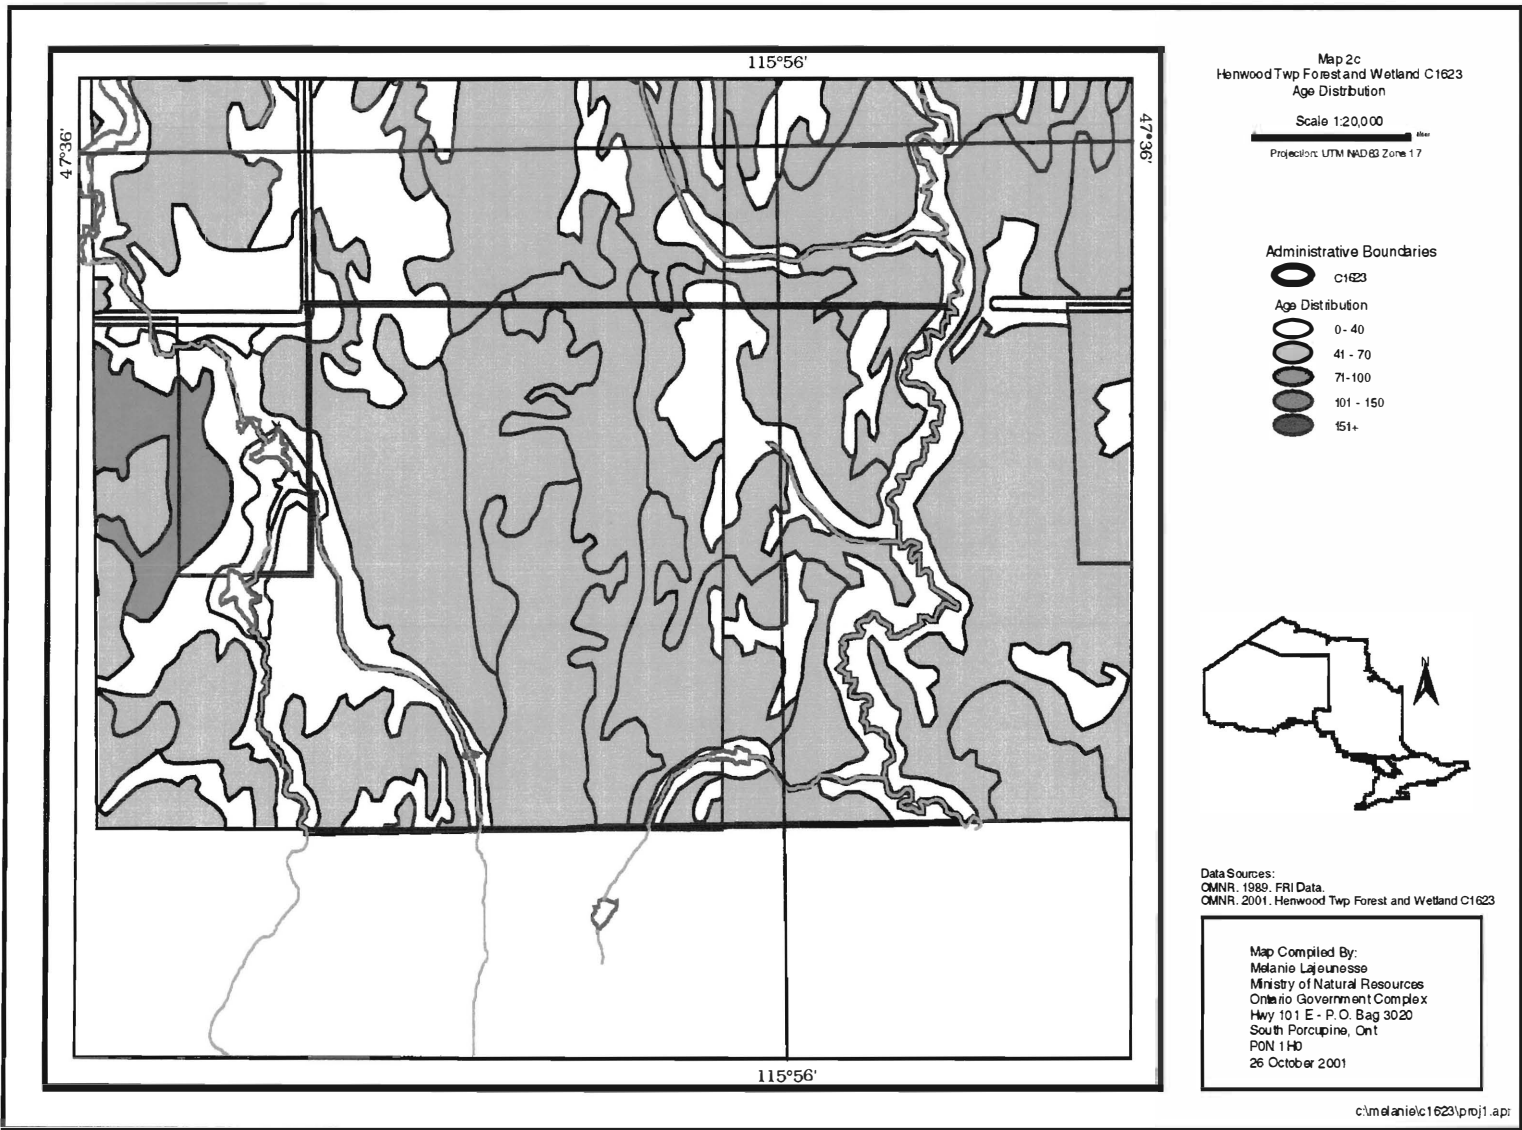 115°56'
47°36'
47°36'
115°56'
Map 2c
Henwood Twp Forest and Wetland C1623
Age Distribution
Scale 1:20,000
Projection: UTM NAD83 Zone 17
Administrative Boundaries
C1623
Age Distribution
0 - 40
41 - 70
71-100
101 - 150
151+
N
Data Sources:
OMNR. 1989. FRI Data.
OMNR. 2001. Henwood Twp Forest and Wetland C1623
Map Compiled By:
Melanie Lajeunesse
Ministry of Natural Resources
Ontario Government Complex
Hwy 101 E - P.O. Bag 3020
South Porcupine, Ont
P0N 1H0
26 October 2001
c:\melanie\c1623\proj1.apr